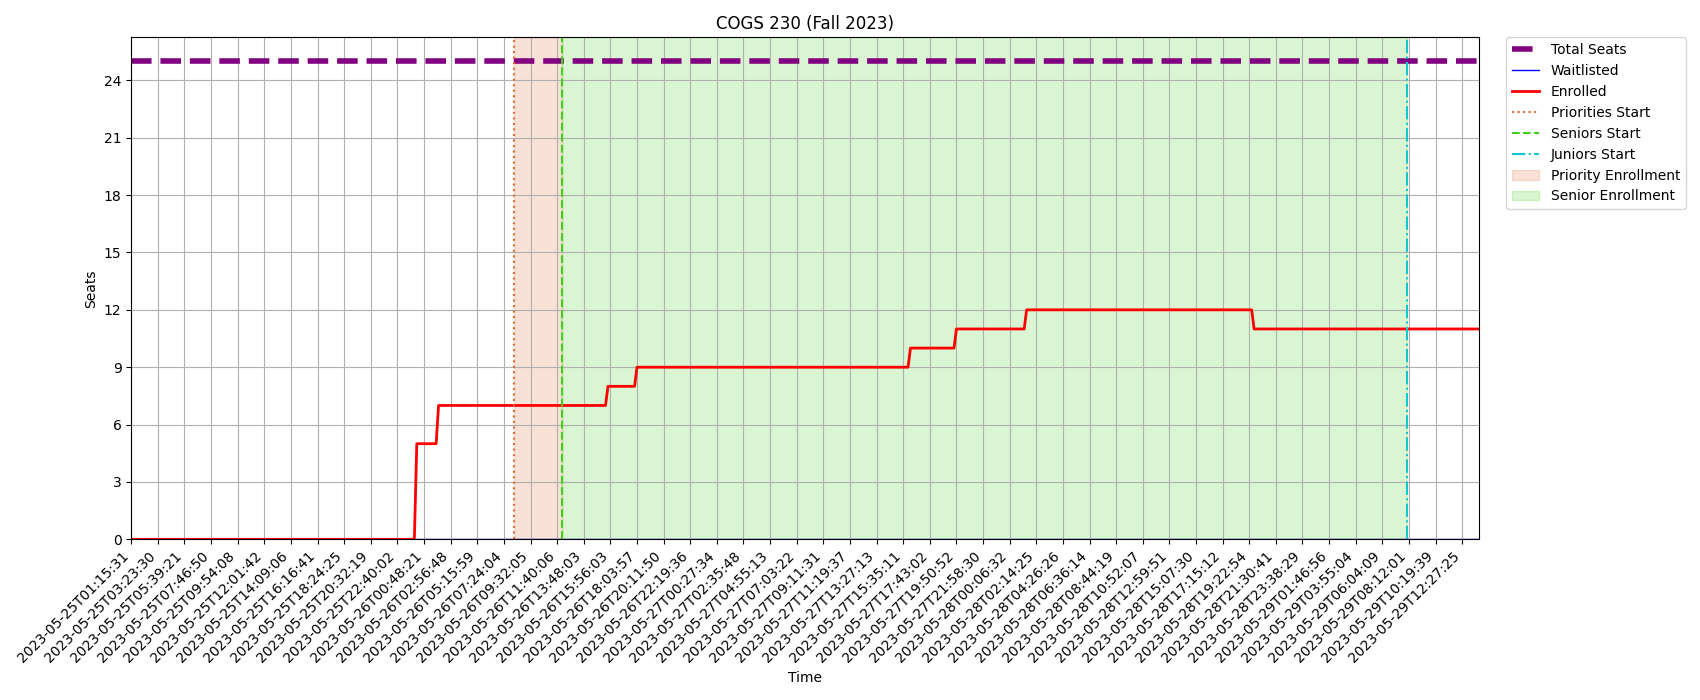 COGS 230 (Fall 2023)
Total Seats
Waitlisted
Enrolled
Priorities Start
Seniors Start
Juniors Start
Priority Enrollment
Senior Enrollment
Seats
24
21
18
15
12
9
6
3
0
2023-05-25T01:15:31
2023-05-25T03:23:30
2023-05-25T05:39:21
2023-05-25T07:46:50
2023-05-25T09:54:08
2023-05-25T12:01:42
2023-05-25T14:09:06
2023-05-25T16:16:41
2023-05-25T18:24:25
2023-05-25T20:32:19
2023-05-25T22:40:02
2023-05-26T00:48:21
2023-05-26T02:56:48
2023-05-26T05:15:59
2023-05-26T07:24:04
2023-05-26T09:32:05
2023-05-26T11:40:06
2023-05-26T13:48:03
2023-05-26T15:56:03
2023-05-26T18:03:57
2023-05-26T20:11:50
2023-05-26T22:19:36
2023-05-27T00:27:34
2023-05-27T02:35:48
2023-05-27T04:55:13
2023-05-27T07:03:22
2023-05-27T09:11:31
2023-05-27T11:19:37
2023-05-27T13:27:13
2023-05-27T15:35:11
2023-05-27T17:43:02
2023-05-27T19:50:52
2023-05-27T21:58:30
2023-05-28T00:06:32
2023-05-28T02:14:25
2023-05-28T04:26:26
2023-05-28T06:36:14
2023-05-28T08:44:19
2023-05-28T10:52:07
2023-05-28T12:59:51
2023-05-28T15:07:30
2023-05-28T17:15:12
2023-05-28T19:22:54
2023-05-28T21:30:41
2023-05-28T23:38:29
2023-05-29T01:46:56
2023-05-29T03:55:04
2023-05-29T06:04:09
2023-05-29T08:12:01
2023-05-29T10:19:39
2023-05-29T12:27:25
Time